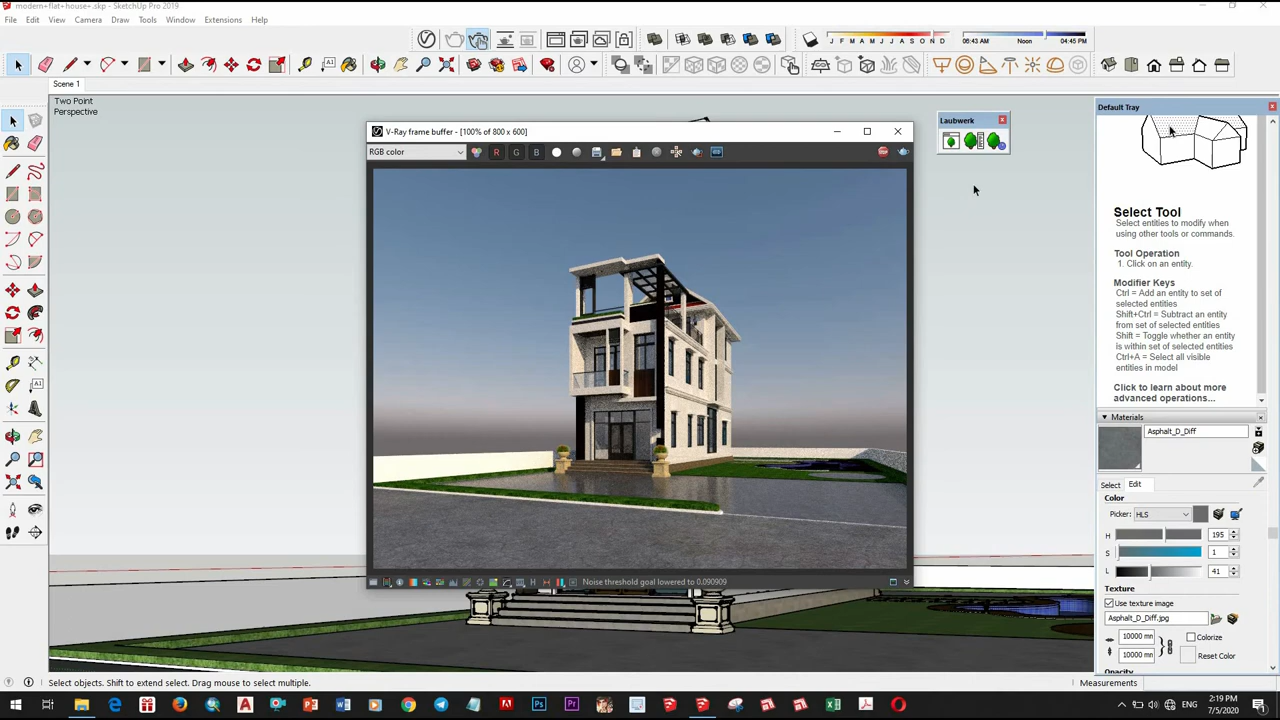 modern+flat+house+.skp - SketchUp Pro 2019
File Edit View Camera Draw Tools Window Extensions Help
J F M A M J J A S O N D
06:43 AM Noon 04:45 PM
Scene 1
Two Point
Perspective
V-Ray frame buffer - [100% of 800 x 600]
RGB color
R G B
Laubwerk
Default Tray
Select Tool
Select entities to modify when
using other tools or commands.
Tool Operation
1. Click on an entity.
Modifier Keys
Ctrl = Add an entity to set of
selected entities
Shift+Ctrl = Subtract an entity
from set of selected entities
Shift = Toggle whether an entity
is within set of selected entities
Ctrl+A = Select all visible
entities in model
Click to learn about more
advanced operations...
Materials
Asphalt_D_Diff
Select Edit
Color
Picker: HLS
H 195
S 1
L 41
Texture
Use texture image
Asphalt_D_Diff.jpg
10000 mm Colorize
10000 mm Reset Color
Opacity
Noise threshold goal lowered to 0.090909
Select objects. Shift to extend select. Drag mouse to select multiple.
Measurements
ENG
2:19 PM
7/5/2020